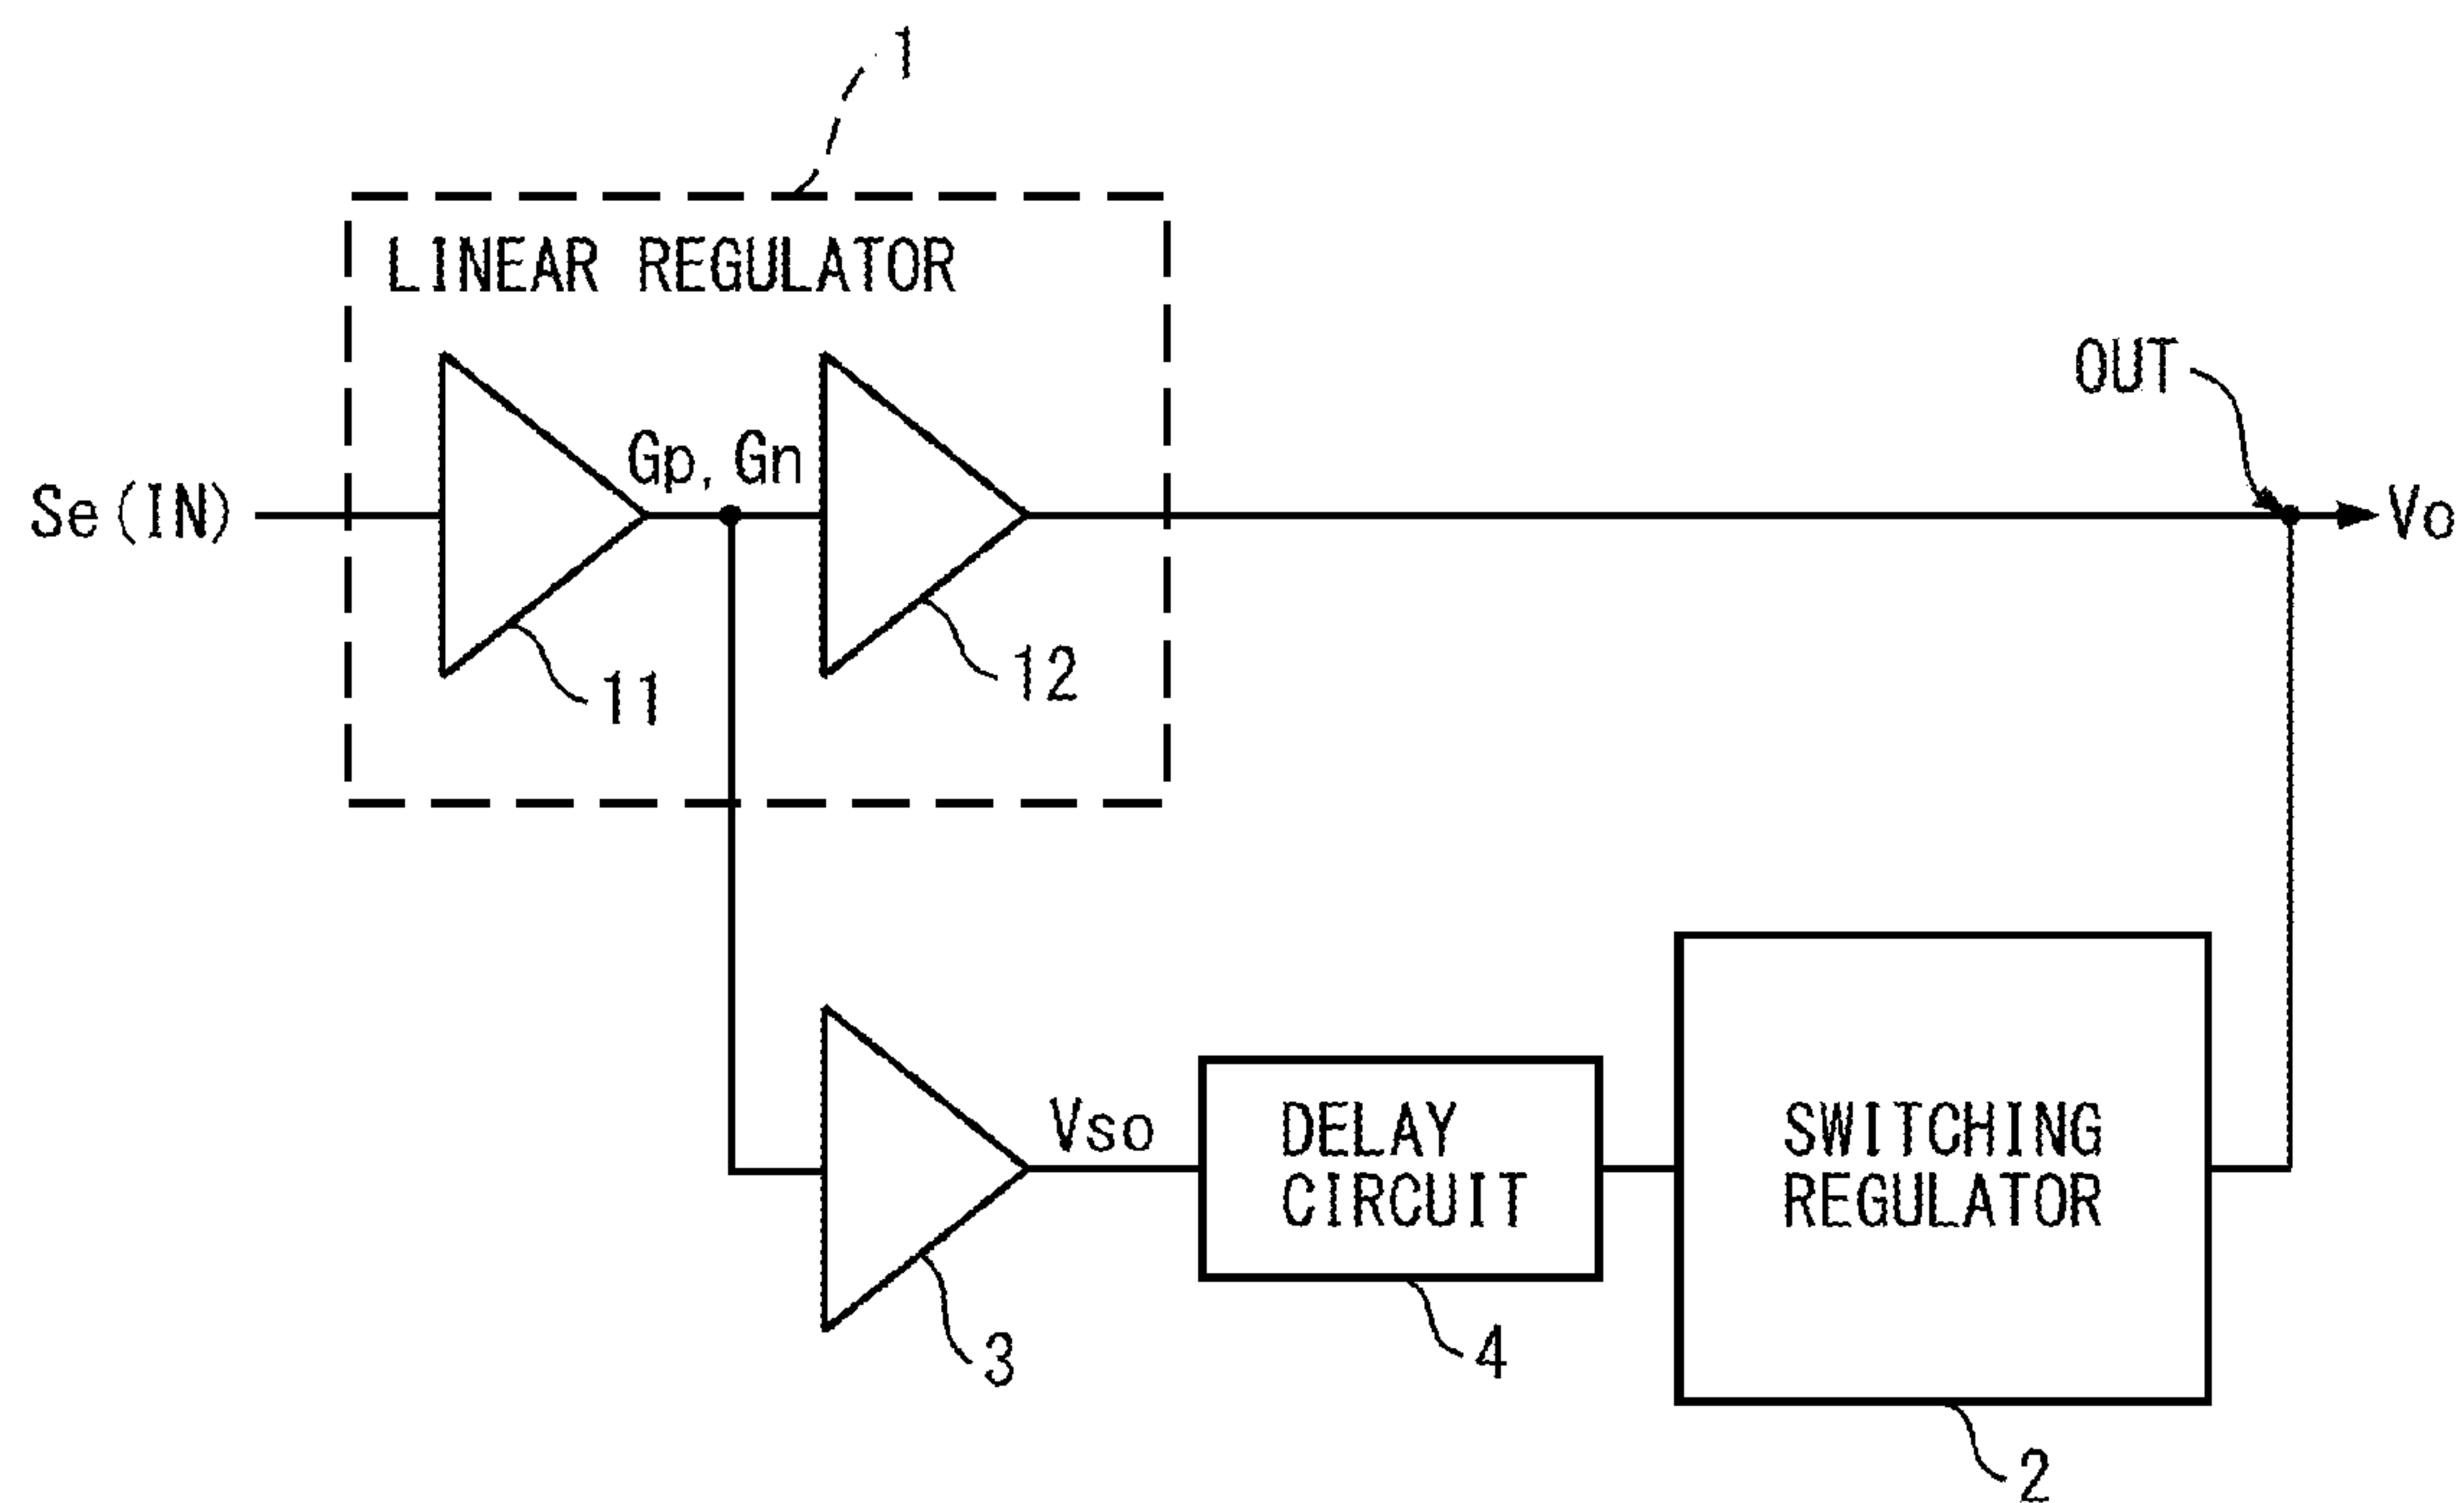 1
LINEAR REGULATOR
OUT
Gp, Gn
Se(IN)
Vo
11
12
Vso
DELAY
CIRCUIT
SWITCHING
REGULATOR
3
4
2